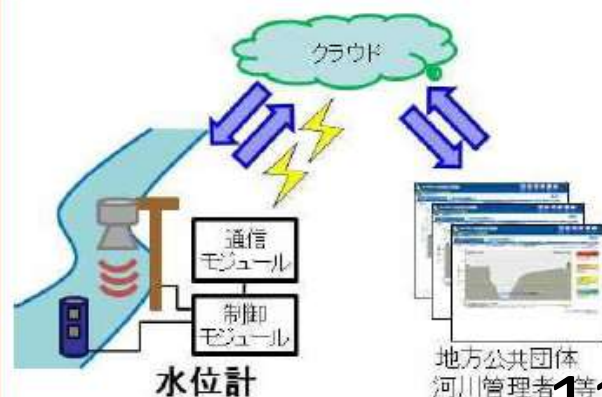 クラウド
通信
モジュール
制御
モジュール
水位計
地方公共団体
河川管理者等
11